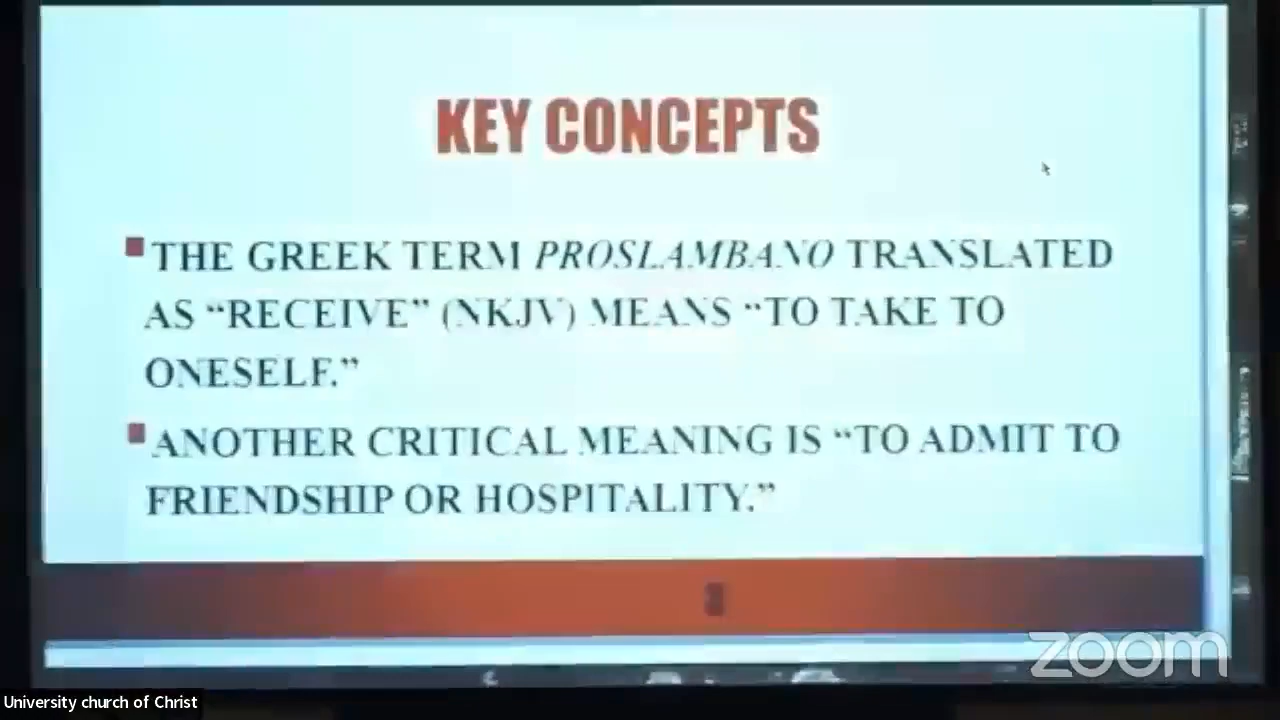 KEY CONCEPTS
THE GREEK TERM PROSLAMBANO TRANSLATED
AS “RECEIVE” (NKJV) MEANS “TO TAKE TO
ONESELF.”
ANOTHER CRITICAL MEANING IS “TO ADMIT TO
FRIENDSHIP OR HOSPITALITY.”
zoom
University church of Christ